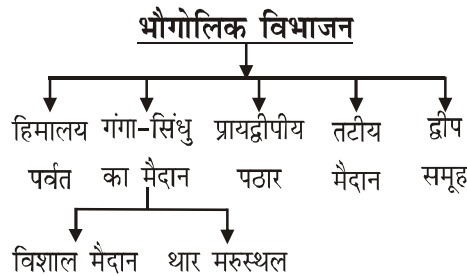 भौगोलिक विभाजन
हिमालय पर्वत
गंगा-सिंधु का मैदान
प्रायद्वीपीय पठार
तटीय मैदान
द्वीप समूह
विशाल मैदान
थार मरुस्थल